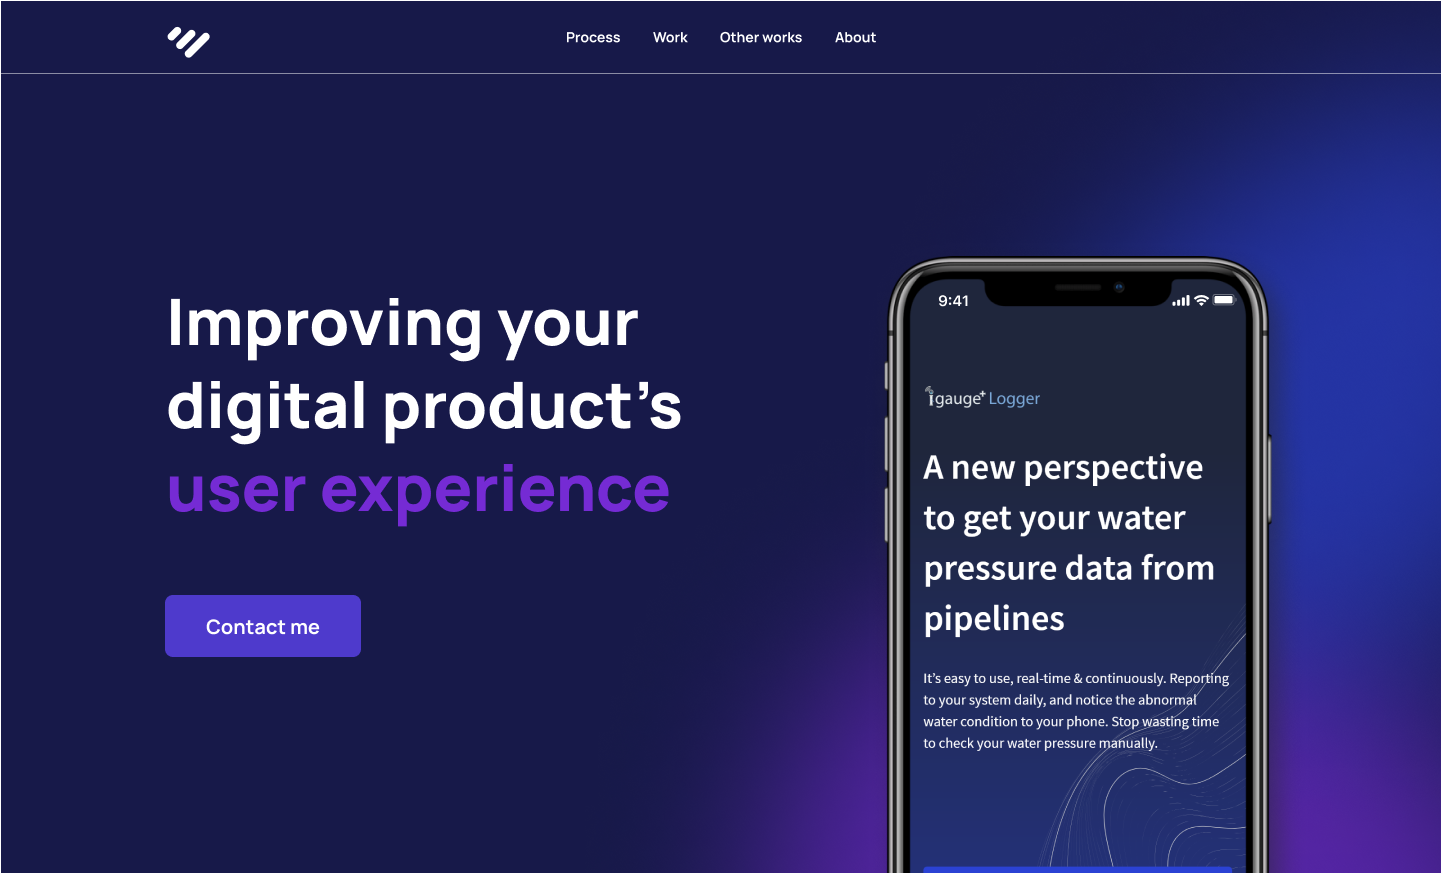 Process Work Other works About
Improving your
digital product’s
user experience
Contact me
9:41
igauge+ Logger
A new perspective
to get your water
pressure data from
pipelines
It’s easy to use, real-time & continuously. Reporting
to your system daily, and notice the abnormal
water condition to your phone. Stop wasting time
to check your water pressure manually.